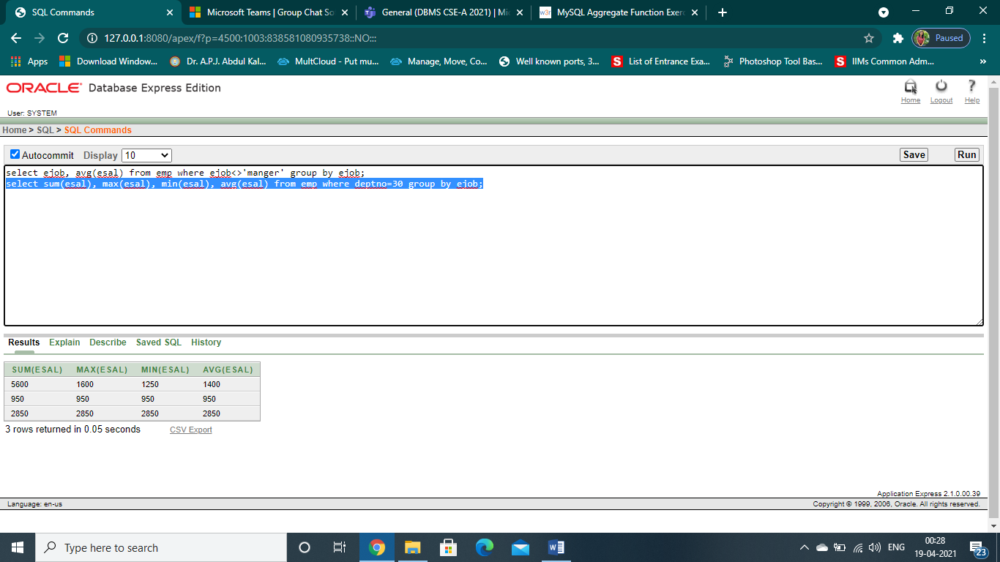 SQL Commands
Microsoft Teams | Group Chat So
General (DBMS CSE-A 2021) | Mi
MySQL Aggregate Function Exerc
127.0.0.1:8080/apex/f?p=4500:1003:838581080935738::NO:::
Paused
Apps
Download Window...
Dr. A.P.J. Abdul Kal...
MultCloud - Put mu...
Manage, Move, Co...
Well known ports, 3...
S List of Entrance Exa...
Photoshop Tool Bas...
S IIMs Common Adm...
»
ORACLE Database Express Edition
Home
Logout
Help
User: SYSTEM
Home > SQL > SQL Commands
Autocommit Display 10
Save
Run
select ejob, avg(esal) from emp where ejob<>'manger' group by ejob;
select sum(esal), max(esal), min(esal), avg(esal) from emp where deptno=30 group by ejob;
Results Explain Describe Saved SQL History
SUM(ESAL) MAX(ESAL) MIN(ESAL) AVG(ESAL)
5600 1600 1250 1400
950 950 950 950
2850 2850 2850 2850
3 rows returned in 0.05 seconds CSV Export
Application Express 2.1.0.00.39
Language: en-us
Copyright © 1999, 2006, Oracle. All rights reserved.
Type here to search
ENG
00:28
19-04-2021
23